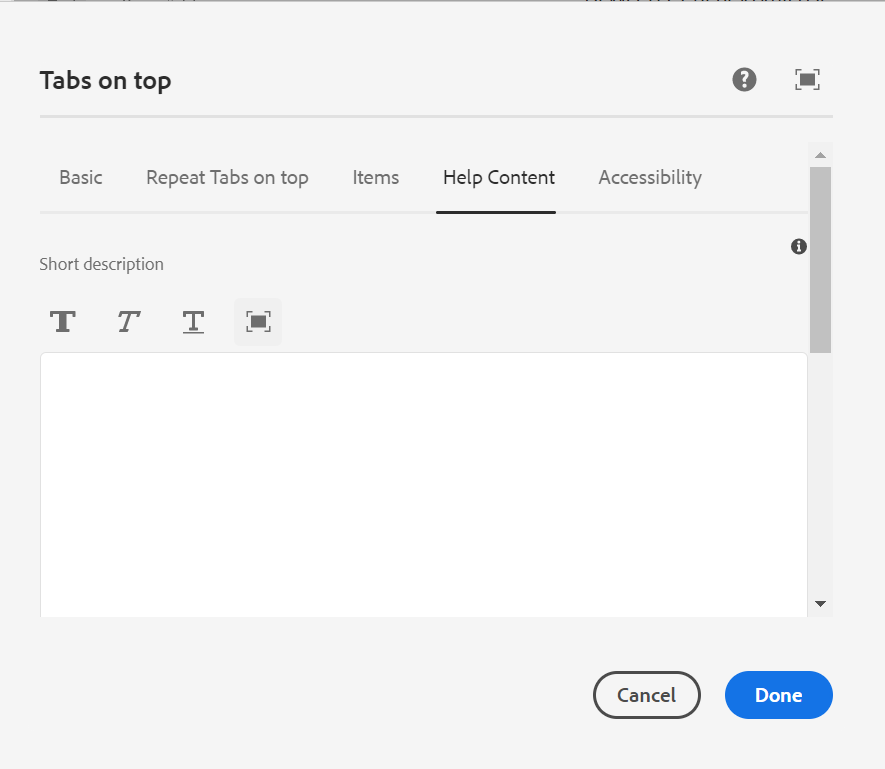 Tabs on top
Basic Repeat Tabs on top Items Help Content Accessibility
Short description
T T T
Cancel Done